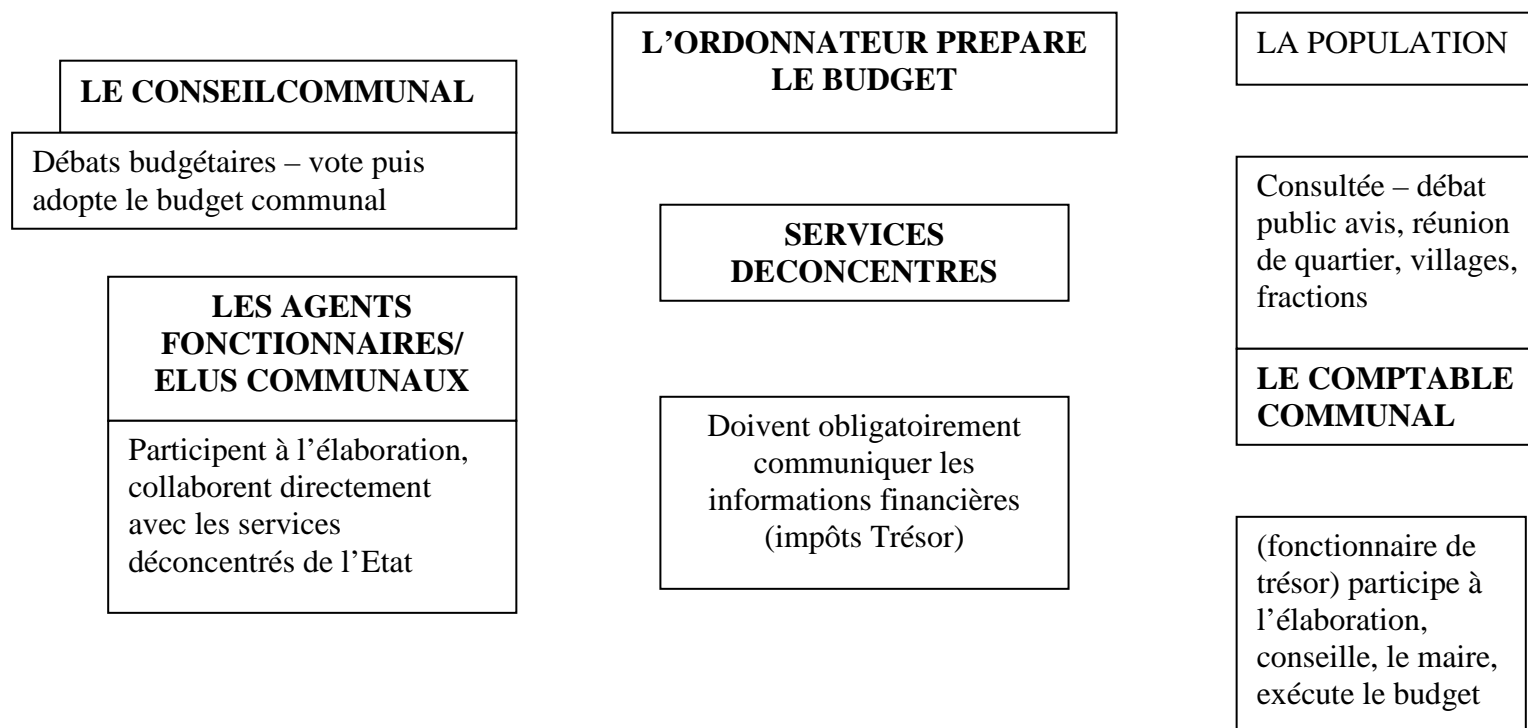 LE CONSEILCOMMUNAL
Débats budgétaires – vote puis
adopte le budget communal
LES AGENTS
FONCTIONNAIRES/
ELUS COMMUNAUX
Participent à l’élaboration,
collaborent directement
avec les services
déconcentrés de l’Etat
L’ORDONNATEUR PREPARE
LE BUDGET
SERVICES
DECONCENTRES
Doivent obligatoirement
communiquer les
informations financières
(impôts Trésor)
LA POPULATION
Consultée – débat
public avis, réunion
de quartier, villages,
fractions
LE COMPTABLE
COMMUNAL
(fonctionnaire de
trésor) participe à
l’élaboration,
conseille, le maire,
exécute le budget